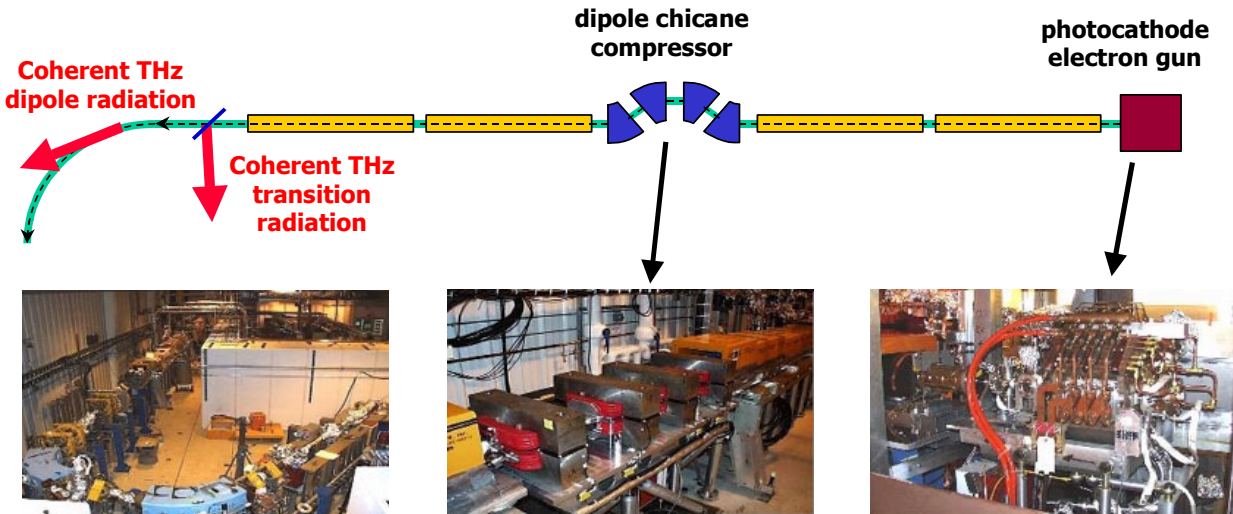 dipole chicane
compressor
photocathode
electron gun
Coherent THz
dipole radiation
Coherent THz
transition
radiation